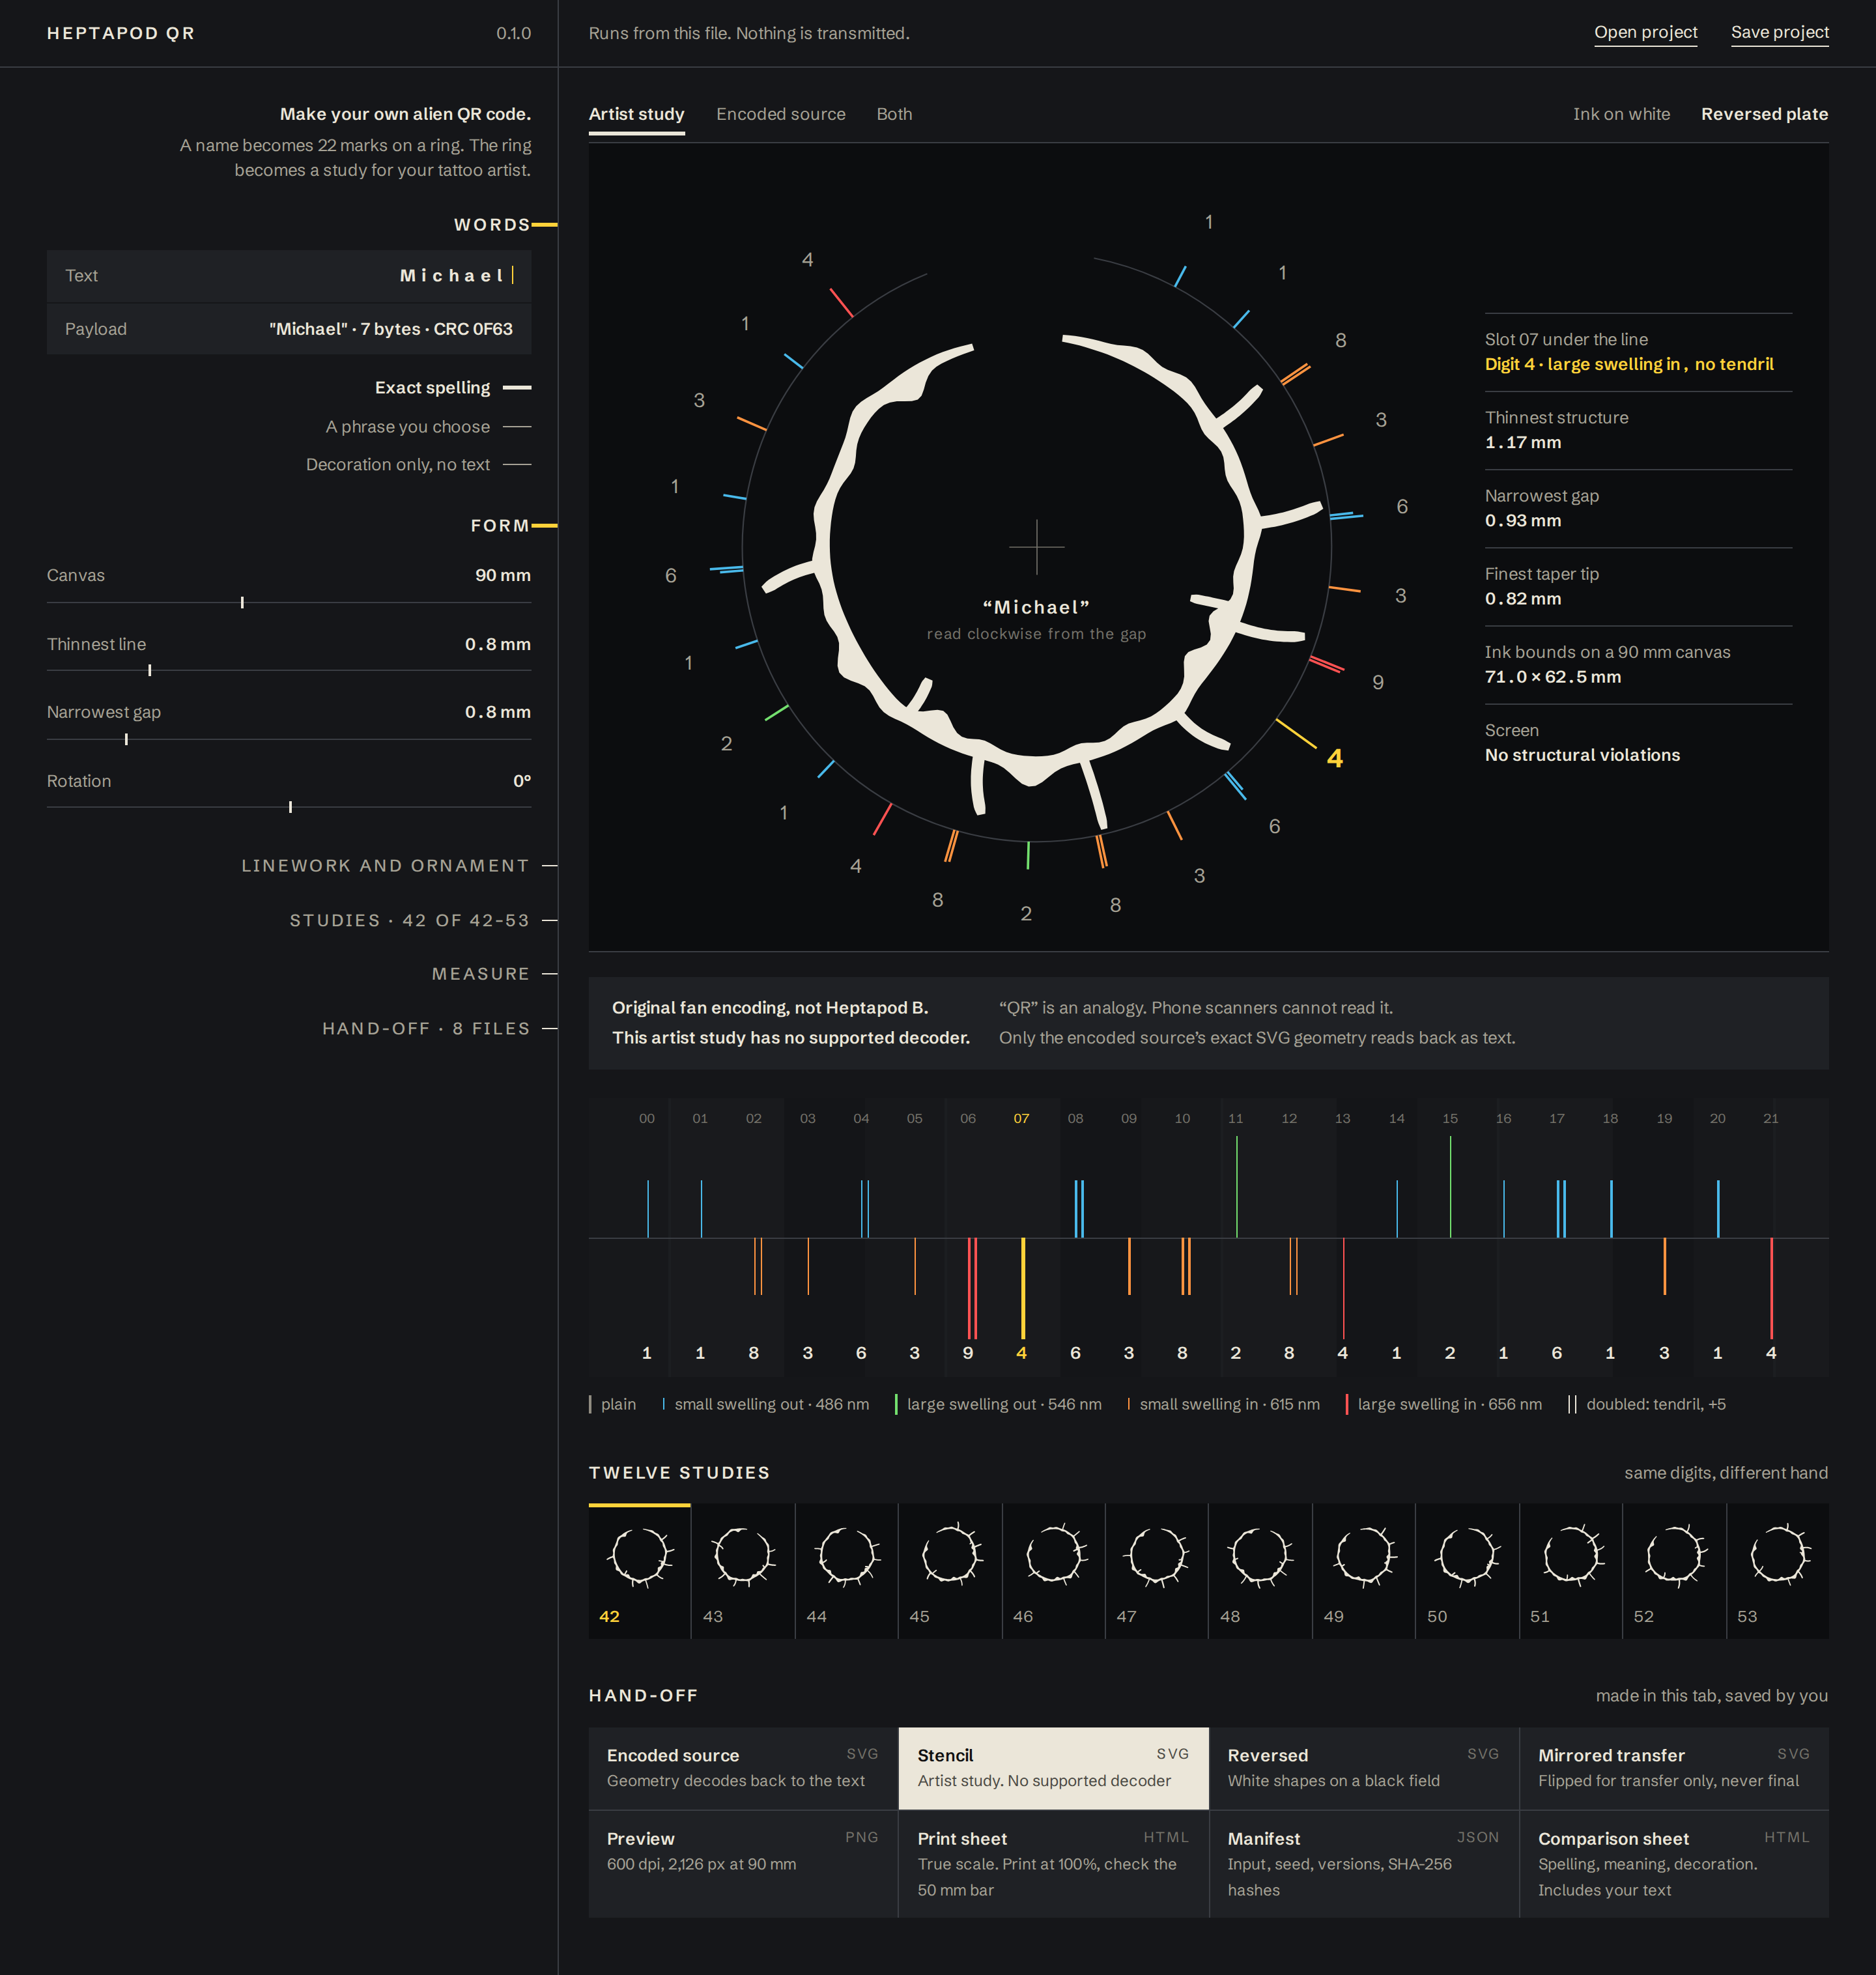 HEPTAPOD QR
0.1.0
Runs from this file. Nothing is transmitted.
Open project
Save project
Make your own alien QR code.
A name becomes 22 marks on a ring. The ring
becomes a study for your tattoo artist.
WORDS
Text
Michael
Payload
"Michael" · 7 bytes · CRC 0F63
Exact spelling
A phrase you choose
Decoration only, no text
FORM
Canvas
90 mm
Thinnest line
0.8 mm
Narrowest gap
0.8 mm
Rotation
0°
LINEWORK AND ORNAMENT
STUDIES · 42 OF 42–53
MEASURE
HAND-OFF · 8 FILES
Artist study
Encoded source
Both
Ink on white
Reversed plate
1
1
8
3
6
3
9
4
6
3
8
2
8
4
1
2
1
6
1
3
1
4
“Michael”
read clockwise from the gap
Slot 07 under the line
Digit 4 · large swelling in, no tendril
Thinnest structure
1.17 mm
Narrowest gap
0.93 mm
Finest taper tip
0.82 mm
Ink bounds on a 90 mm canvas
71.0 × 62.5 mm
Screen
No structural violations
Original fan encoding, not Heptapod B.
“QR” is an analogy. Phone scanners cannot read it.
This artist study has no supported decoder.
Only the encoded source’s exact SVG geometry reads back as text.
00 01 02 03 04 05 06 07 08 09 10 11 12 13 14 15 16 17 18 19 20 21
1 1 8 3 6 3 9 4 6 3 8 2 8 4 1 2 1 6 1 3 1 4
plain
small swelling out · 486 nm
large swelling out · 546 nm
small swelling in · 615 nm
large swelling in · 656 nm
doubled: tendril, +5
TWELVE STUDIES
same digits, different hand
42 43 44 45 46 47 48 49 50 51 52 53
HAND-OFF
made in this tab, saved by you
Encoded source
SVG
Geometry decodes back to the text
Stencil
SVG
Artist study. No supported decoder
Reversed
SVG
White shapes on a black field
Mirrored transfer
SVG
Flipped for transfer only, never final
Preview
PNG
600 dpi, 2,126 px at 90 mm
Print sheet
HTML
True scale. Print at 100%, check the
50 mm bar
Manifest
JSON
Input, seed, versions, SHA-256
hashes
Comparison sheet
HTML
Spelling, meaning, decoration.
Includes your text